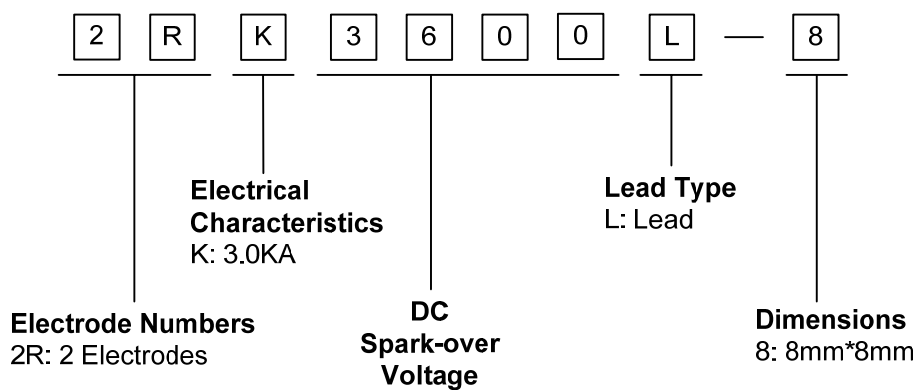 2 R K 3 6 0 0 L — 8
Electrical
Characteristics
K: 3.0KA
Lead Type
L: Lead
Electrode Numbers
2R: 2 Electrodes
DC
Spark-over
Voltage
Dimensions
8: 8mm*8mm